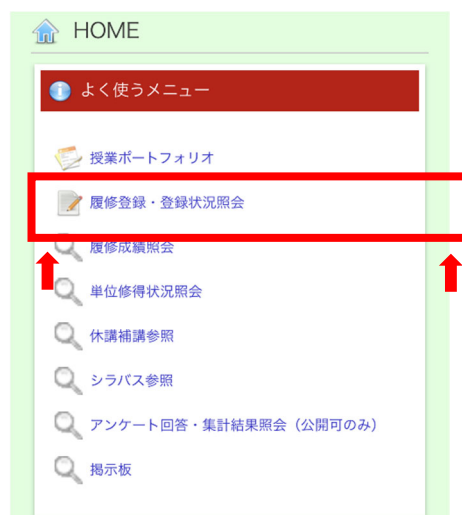 HOME
よく使うメニュー
授業ポートフォリオ
履修登録・登録状況照会
履修成績照会
単位修得状況照会
休講補講参照
シラバス参照
アンケート回答・集計結果照会（公開可のみ）
掲示板